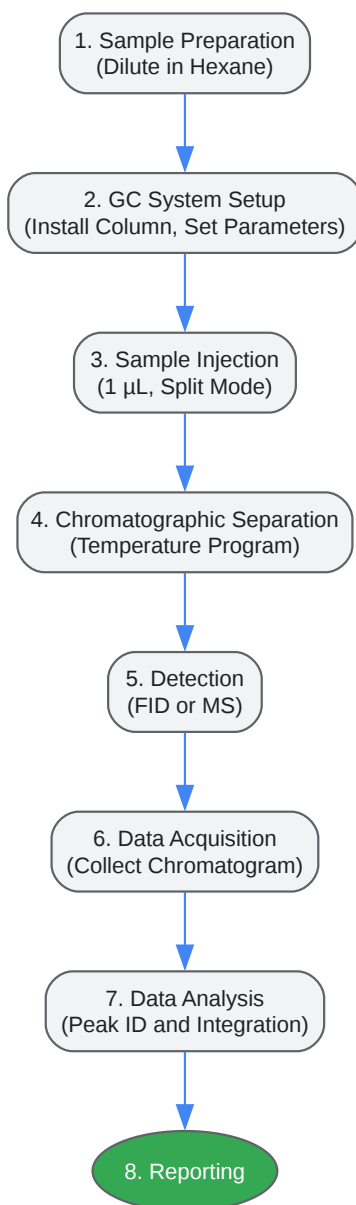 1. Sample Preparation
(Dilute in Hexane)
2. GC System Setup
(Install Column, Set Parameters)
3. Sample Injection
(1 µL, Split Mode)
4. Chromatographic Separation
(Temperature Program)
5. Detection
(FID or MS)
6. Data Acquisition
(Collect Chromatogram)
7. Data Analysis
(Peak ID and Integration)
8. Reporting